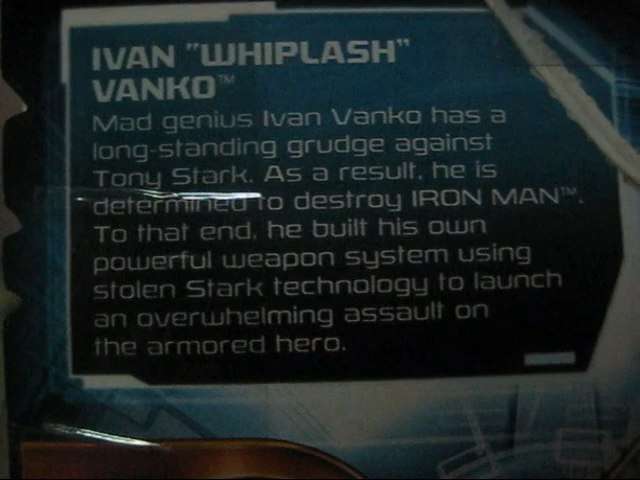 IVAN "WHIPLASH"
VANKO™
Mad genius Ivan Vanko has a
long-standing grudge against
Tony Stark. As a result, he is
determined to destroy IRON MAN™.
To that end, he built his own
powerful weapon system using
stolen Stark technology to launch
an overwhelming assault on
the armored hero.